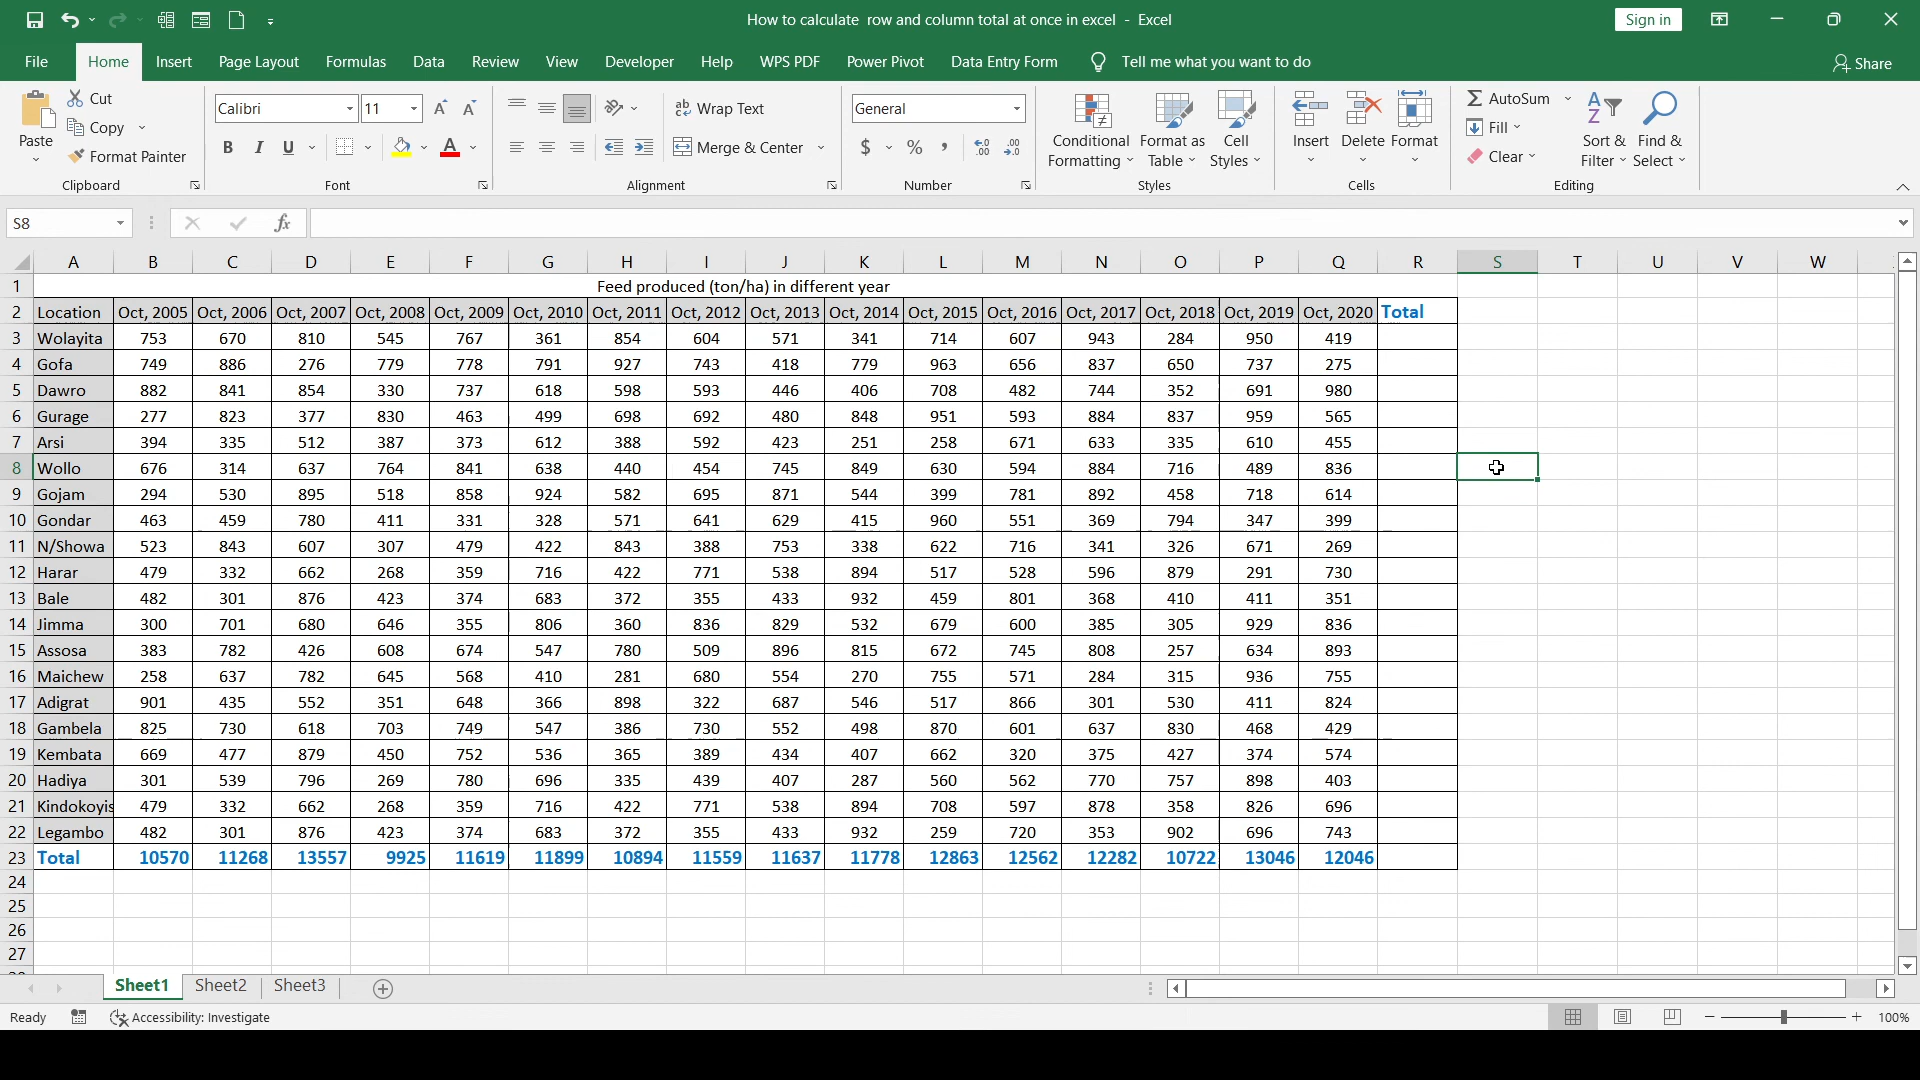 How to calculate row and column total at once in excel - Excel
Sign in
File Home Insert Page Layout Formulas Data Review View Developer Help WPS PDF Power Pivot Data Entry Form Tell me what you want to do Share
Paste Cut Copy Format Painter Clipboard
Calibri 11 B I U A Font
Wrap Text Merge & Center Alignment
General $ % , Number
Conditional Formatting Format as Table Cell Styles Styles
Insert Delete Format Cells
AutoSum Fill Clear Sort & Filter Find & Select Editing
S8 fx
A B C D E F G H I J K L M N O P Q R S T U V W
1 Feed produced (ton/ha) in different year
2 Location Oct, 2005 Oct, 2006 Oct, 2007 Oct, 2008 Oct, 2009 Oct, 2010 Oct, 2011 Oct, 2012 Oct, 2013 Oct, 2014 Oct, 2015 Oct, 2016 Oct, 2017 Oct, 2018 Oct, 2019 Oct, 2020 Total
3 Wolayita 753 670 810 545 767 361 854 604 571 341 714 607 943 284 950 419
4 Gofa 749 886 276 779 778 791 927 743 418 779 963 656 837 650 737 275
5 Dawro 882 841 854 330 737 618 598 593 446 406 708 482 744 352 691 980
6 Gurage 277 823 377 830 463 499 698 692 480 848 951 593 884 837 959 565
7 Arsi 394 335 512 387 373 612 388 592 423 251 258 671 633 335 610 455
8 Wollo 676 314 637 764 841 638 440 454 745 849 630 594 884 716 489 836
9 Gojam 294 530 895 518 858 924 582 695 871 544 399 781 892 458 718 614
10 Gondar 463 459 780 411 331 328 571 641 629 415 960 551 369 794 347 399
11 N/Showa 523 843 607 307 479 422 843 388 753 338 622 716 341 326 671 269
12 Harar 479 332 662 268 359 716 422 771 538 894 517 528 596 879 291 730
13 Bale 482 301 876 423 374 683 372 355 433 932 459 801 368 410 411 351
14 Jimma 300 701 680 646 355 806 360 836 829 532 679 600 385 305 929 836
15 Assosa 383 782 426 608 674 547 780 509 896 815 672 745 808 257 634 893
16 Maichew 258 637 782 645 568 410 281 680 554 270 755 571 284 315 936 755
17 Adigrat 901 435 552 351 648 366 898 322 687 546 517 866 301 530 411 824
18 Gambela 825 730 618 703 749 547 386 730 552 498 870 601 637 830 468 429
19 Kembata 669 477 879 450 752 536 365 389 434 407 662 320 375 427 374 574
20 Hadiya 301 539 796 269 780 696 335 439 407 287 560 562 770 757 898 403
21 Kindokoyis 479 332 662 268 359 716 422 771 538 894 708 597 878 358 826 696
22 Legambo 482 301 876 423 374 683 372 355 433 932 259 720 353 902 696 743
23 Total 10570 11268 13557 9925 11619 11899 10894 11559 11637 11778 12863 12562 12282 10722 13046 12046
24
25
26
27
Sheet1 Sheet2 Sheet3
Ready Accessibility: Investigate 100%